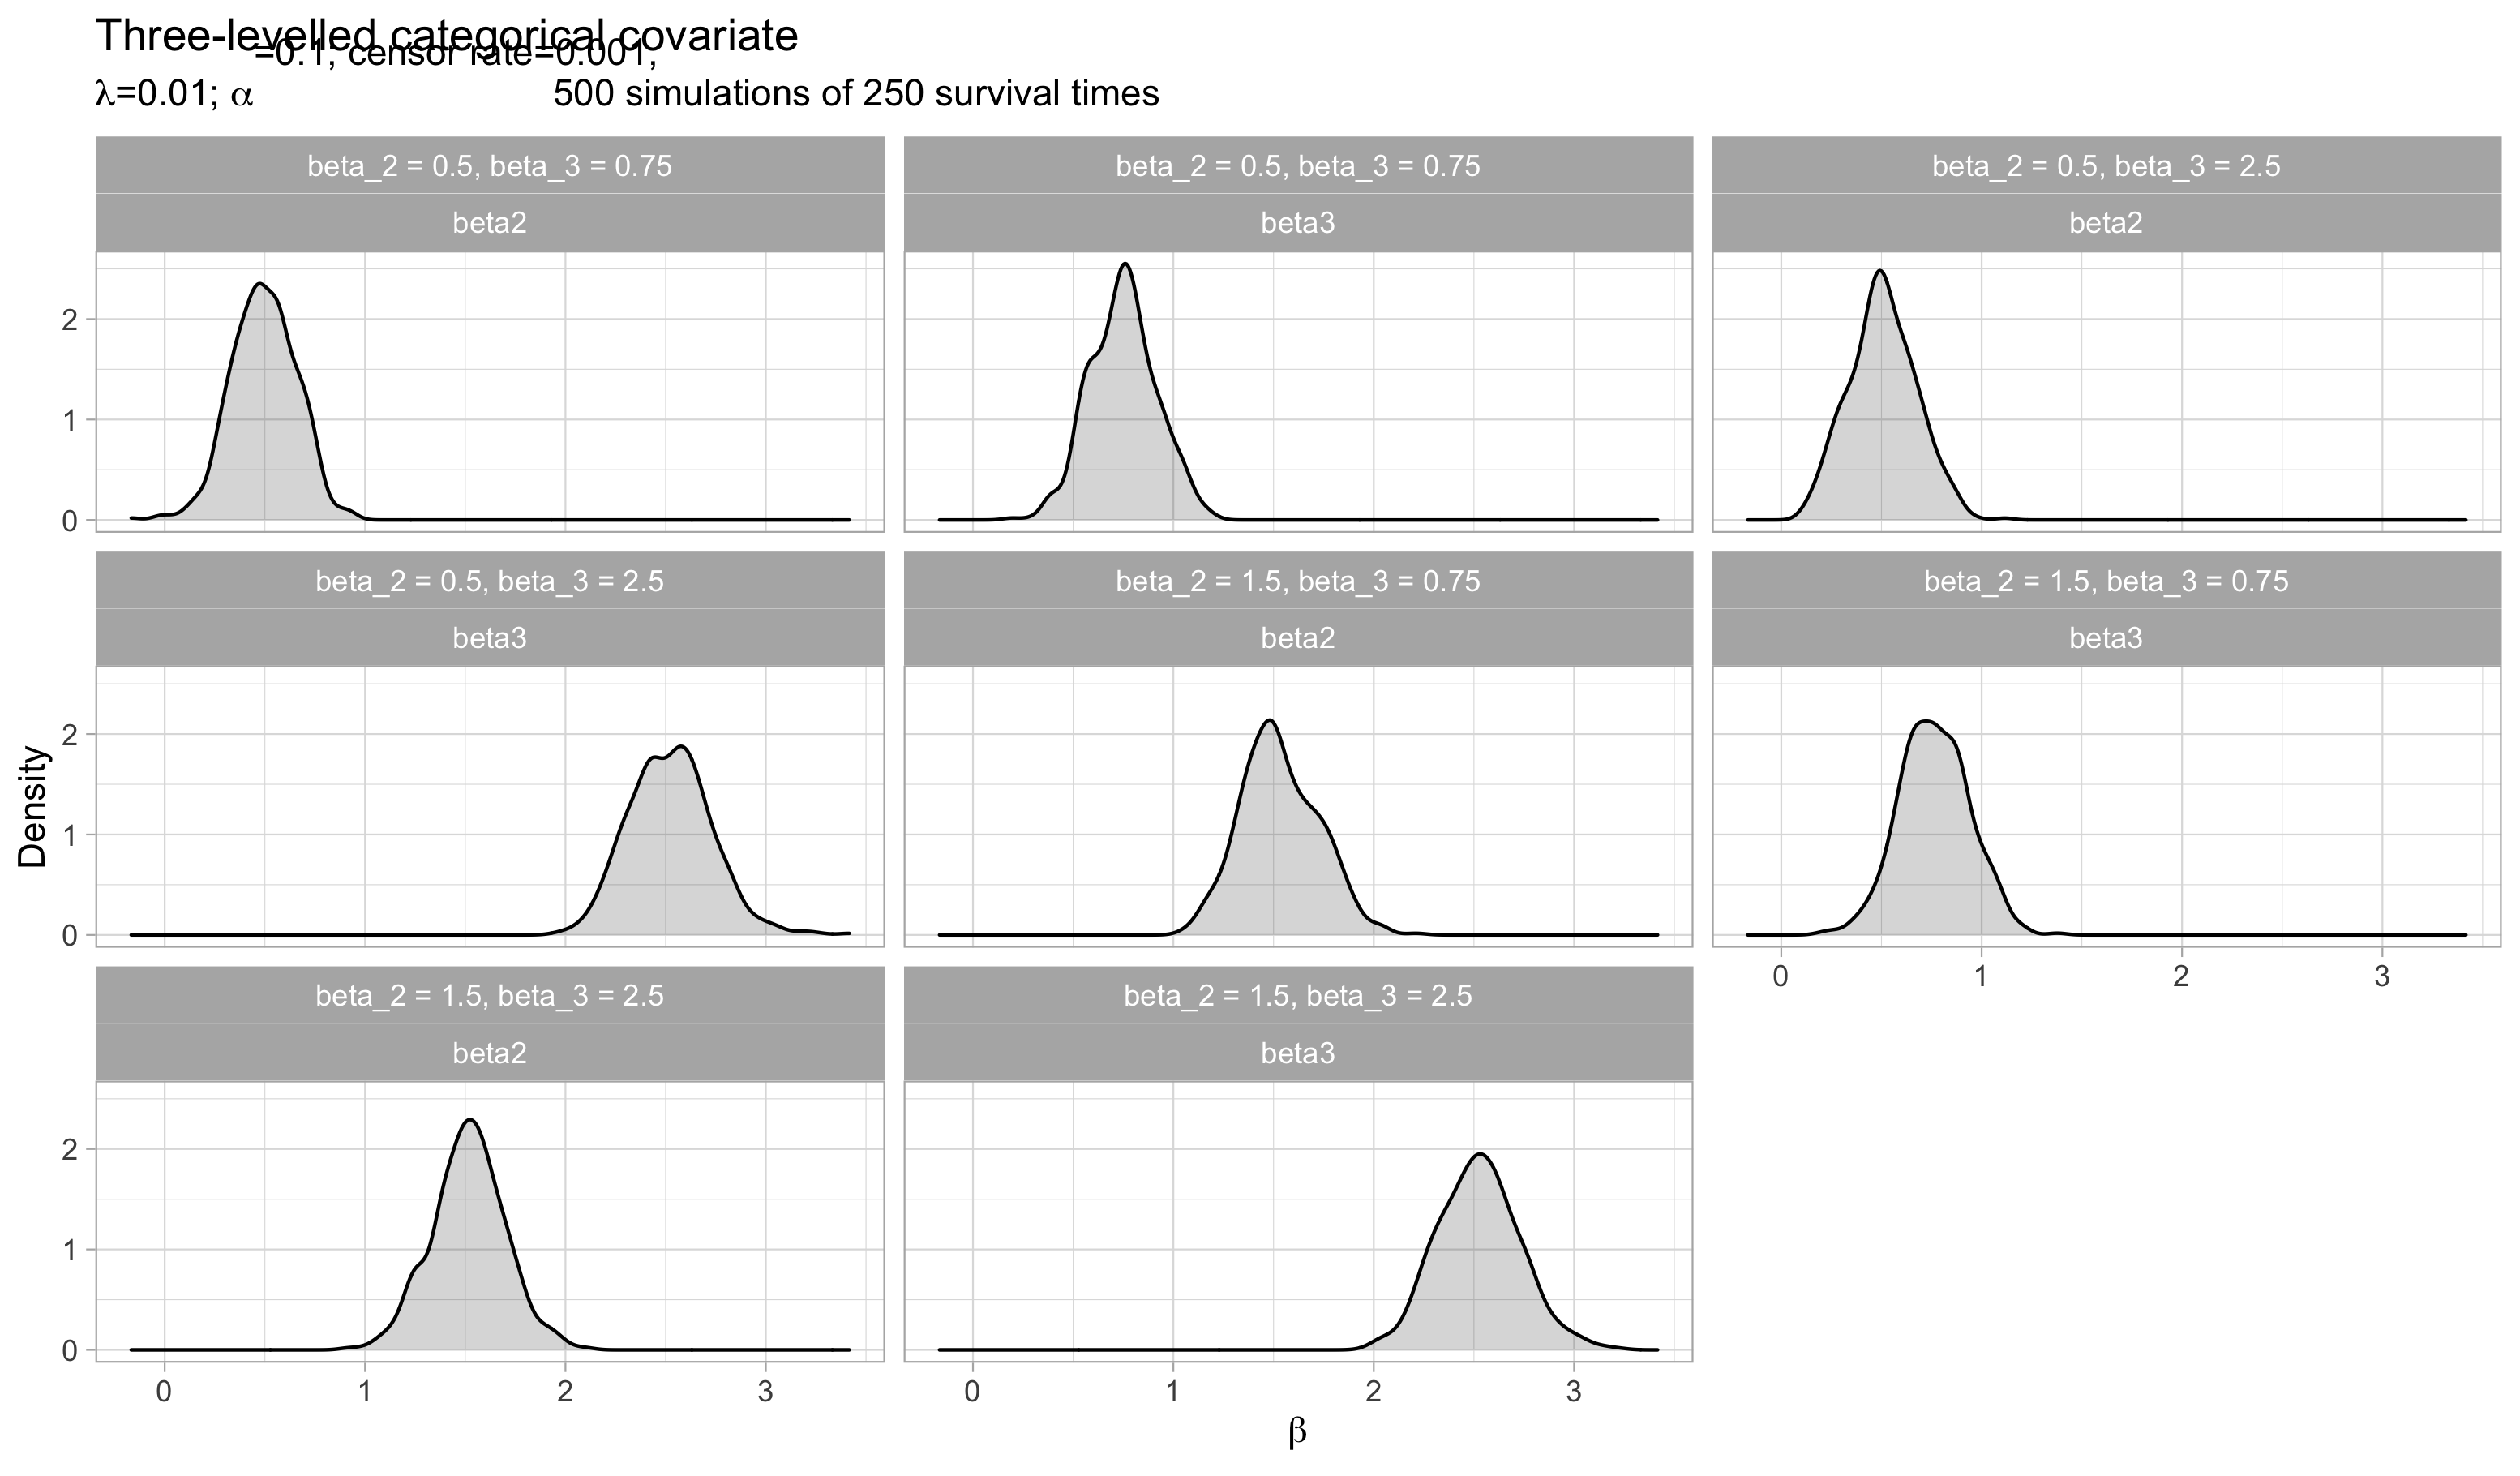 Three-levelled categorical covariate
=0.1; censor rate=0.001;
λ=0.01; α 500 simulations of 250 survival times
beta_2 = 0.5, beta_3 = 0.75
beta2
beta_2 = 0.5, beta_3 = 0.75
beta3
beta_2 = 0.5, beta_3 = 2.5
beta2
2
1
0
beta_2 = 0.5, beta_3 = 2.5
beta3
beta_2 = 1.5, beta_3 = 0.75
beta2
beta_2 = 1.5, beta_3 = 0.75
beta3
Density
2
1
0
0 1 2 3
beta_2 = 1.5, beta_3 = 2.5
beta2
beta_2 = 1.5, beta_3 = 2.5
beta3
2
1
0
0 1 2 3
0 1 2 3
β